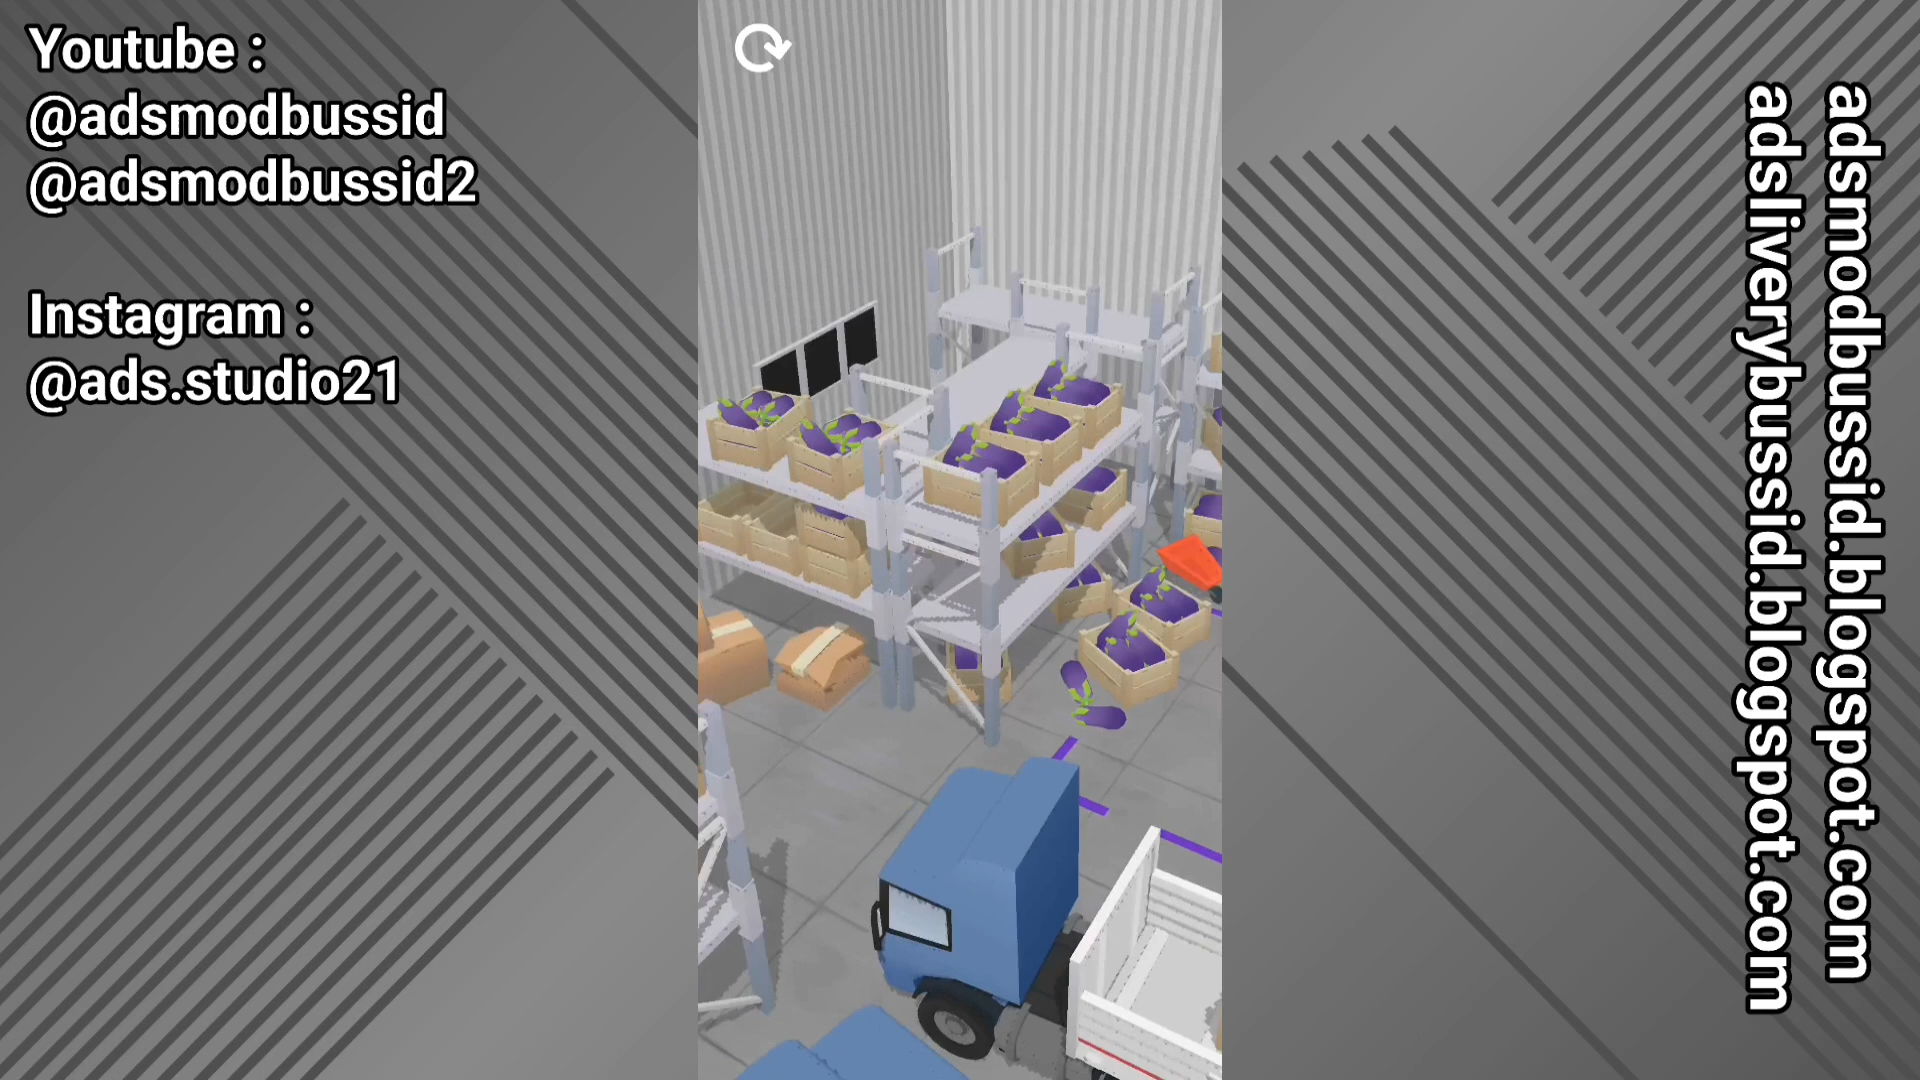 Youtube :
@adsmodbussid
@adsmodbussid2
Instagram :
@ads.studio21
adsmodbussid.blogspot.com
adsliverybussid.blogspot.com